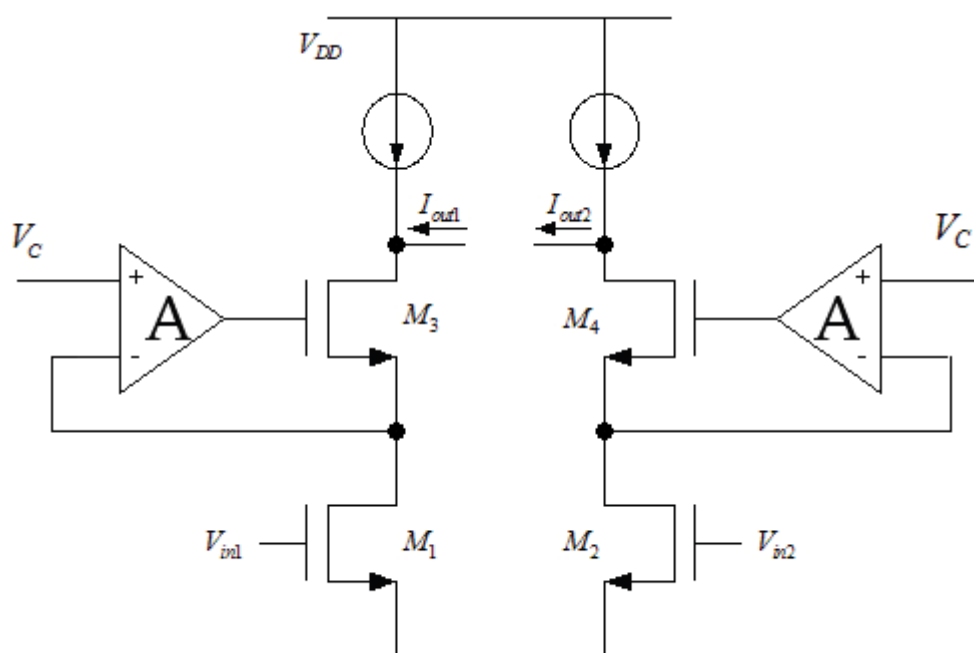 V_DD
I_out1
I_out2
V_C
V_C
+
A
-
M_3
M_4
+
A
-
V_in1
M_1
M_2
V_in2